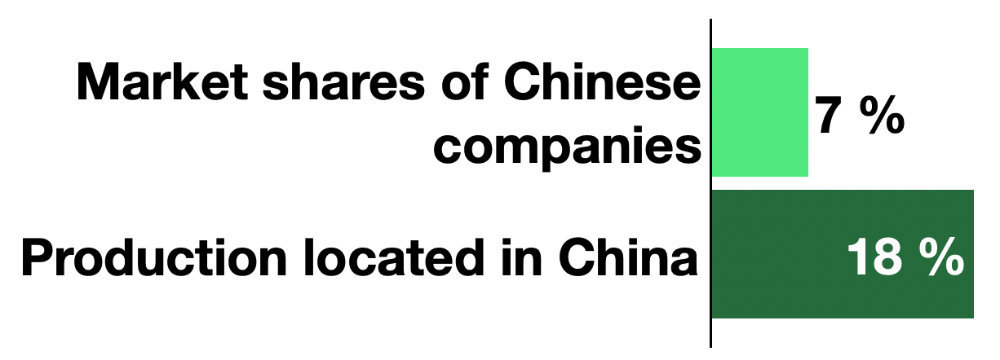 Market shares of Chinese
companies
7 %
Production located in China
18 %